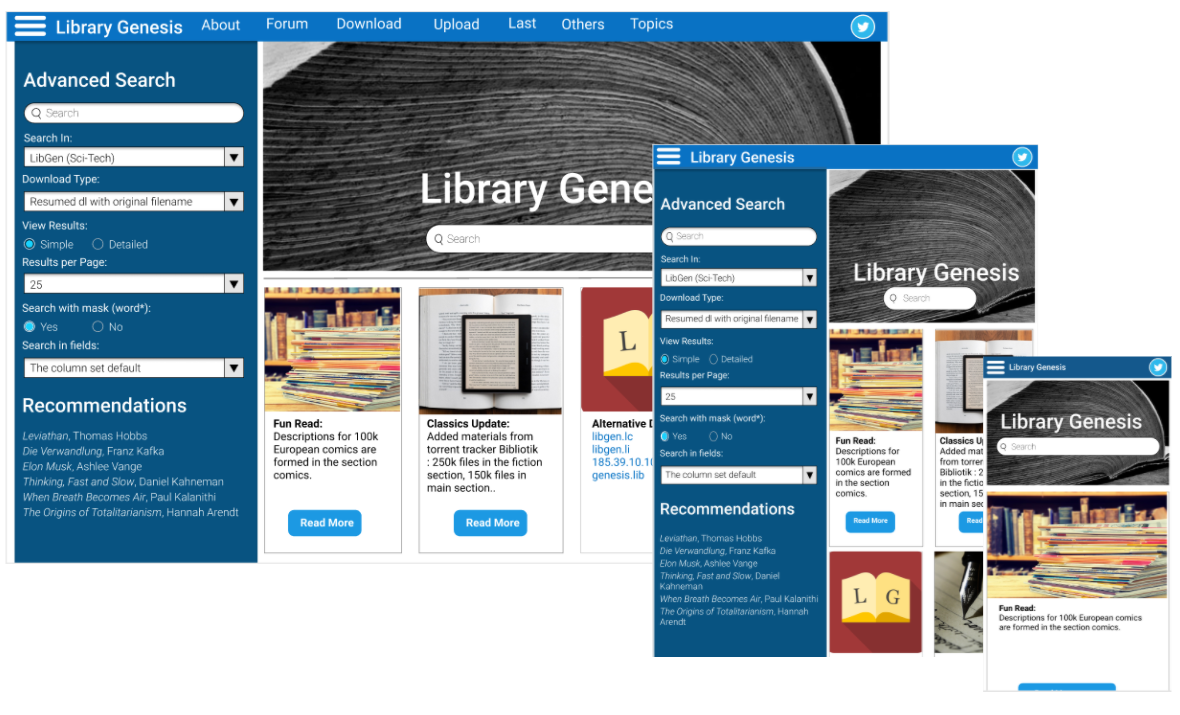 Library Genesis About Forum Download Upload Last Others Topics
Advanced Search
Search
Search In:
LibGen (Sci-Tech)
Download Type:
Resumed dl with original filename
View Results:
Simple Detailed
Results per Page:
25
Search with mask (word*):
Yes No
Search in fields:
The column set default
Recommendations
Leviathan, Thomas Hobbs
Die Verwandlung, Franz Kafka
Elon Musk, Ashlee Vange
Thinking, Fast and Slow, Daniel Kahneman
When Breath Becomes Air, Paul Kalanithi
The Origins of Totalitarianism, Hannah Arendt
Library Gene
Search
Fun Read:
Descriptions for 100k
European comics are
formed in the section
comics.
Read More
Classics Update:
Added materials from
torrent tracker Bibliotik
: 250k files in the fiction
section, 150k files in
main section..
Read More
L
Alternative D
libgen.lc
libgen.li
185.39.10.10
genesis.lib
Library Genesis
Advanced Search
Search
Search In:
LibGen (Sci-Tech)
Download Type:
Resumed dl with original filename
View Results:
Simple Detailed
Results per Page:
25
Search with mask (word*):
Yes No
Search in fields:
The column set default
Recommendations
Leviathan, Thomas Hobbs
Die Verwandlung, Franz Kafka
Elon Musk, Ashlee Vange
Thinking, Fast and Slow, Daniel
Kahneman
When Breath Becomes Air, Paul Kalanithi
The Origins of Totalitarianism, Hannah
Arendt
Library Genesis
Search
Fun Read:
Descriptions for
100k European
comics are formed
in the section
comics.
Read More
Classics U
Added mat
from torren
Bibliotik : 2
in the fictio
section, 15
in main sec
Read
L G
Library Genesis
Library Genesis
Search
Fun Read:
Descriptions for 100k European comics
are formed in the section comics.